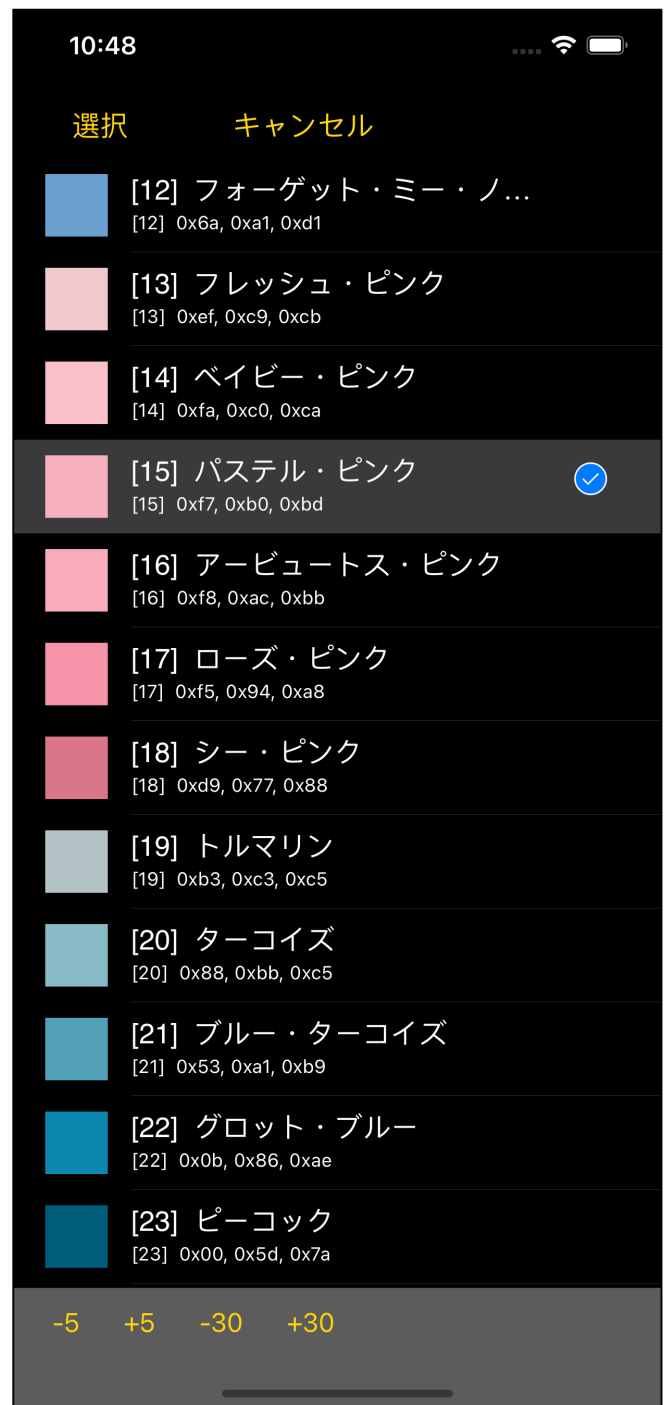 10:48
選択 キャンセル
[12] フォーゲット・ミー・ノ...
[12] 0x6a, 0xa1, 0xd1
[13] フレッシュ・ピンク
[13] 0xef, 0xc9, 0xcb
[14] ベイビー・ピンク
[14] 0xfa, 0xc0, 0xca
[15] パステル・ピンク
[15] 0xf7, 0xb0, 0xbd
[16] アービュートス・ピンク
[16] 0xf8, 0xac, 0xbb
[17] ローズ・ピンク
[17] 0xf5, 0x94, 0xa8
[18] シー・ピンク
[18] 0xd9, 0x77, 0x88
[19] トルマリン
[19] 0xb3, 0xc3, 0xc5
[20] ターコイズ
[20] 0x88, 0xbb, 0xc5
[21] ブルー・ターコイズ
[21] 0x53, 0xa1, 0xb9
[22] グロット・ブルー
[22] 0x0b, 0x86, 0xae
[23] ピーコック
[23] 0x00, 0x5d, 0x7a
-5 +5 -30 +30